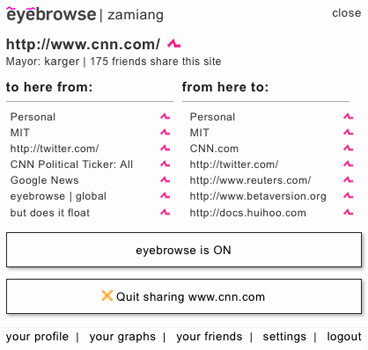 eyebrowse | zamiang
close
http://www.cnn.com/
Mayor: karger | 175 friends share this site
to here from:
Personal
MIT
http://twitter.com/
CNN Political Ticker: All
Google News
eyebrowse | global
but does it float
from here to:
Personal
MIT
CNN.com
http://twitter.com/
http://www.reuters.com/
http://www.betaversion.org
http://docs.huihoo.com
eyebrowse is ON
Quit sharing www.cnn.com
your profile | your graphs | your friends | settings | logout